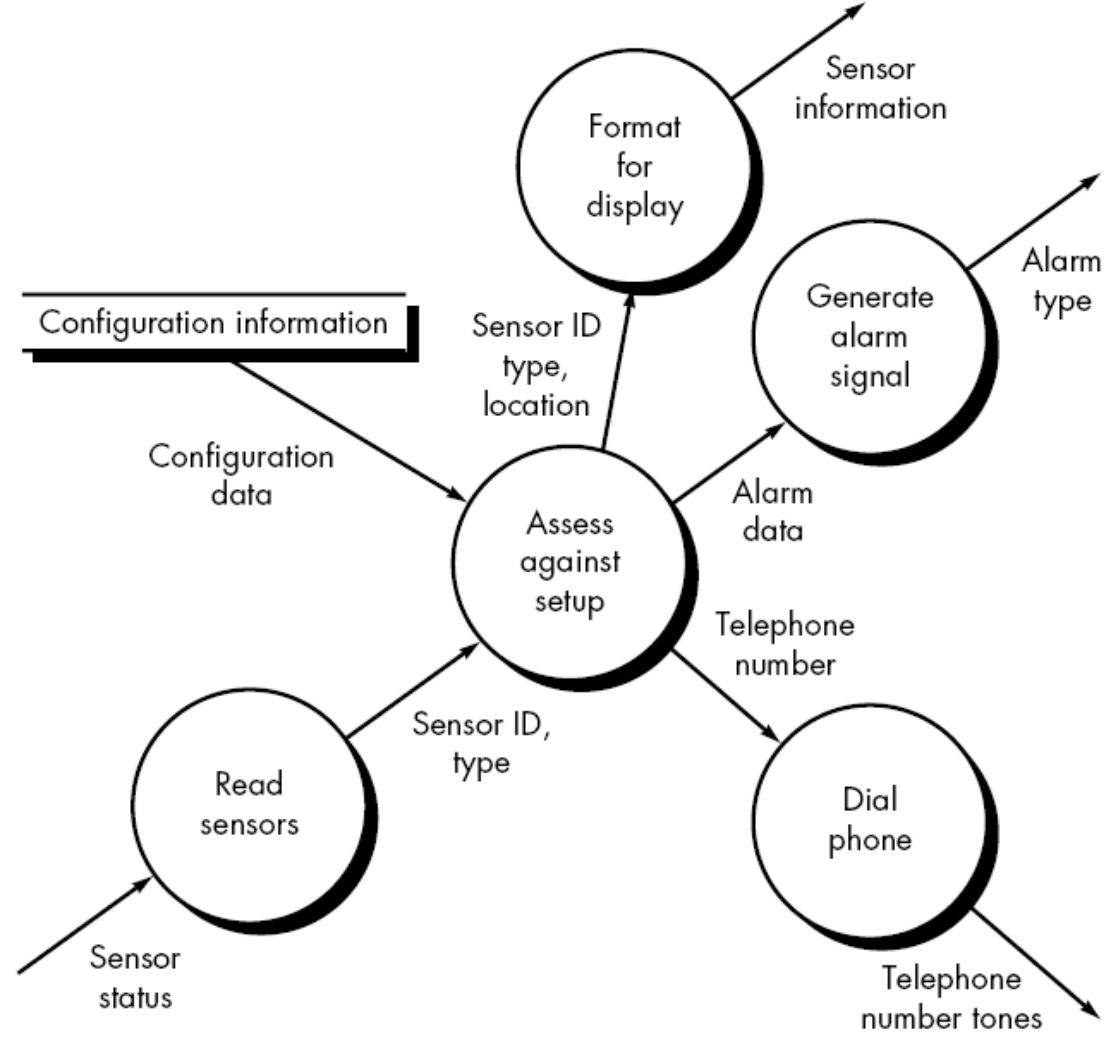 Format
for
display
Sensor
information
Generate
alarm
signal
Alarm
type
Configuration information
Sensor ID
type,
location
Configuration
data
Assess
against
setup
Alarm
data
Telephone
number
Sensor ID,
type
Read
sensors
Dial
phone
Sensor
status
Telephone
number tones